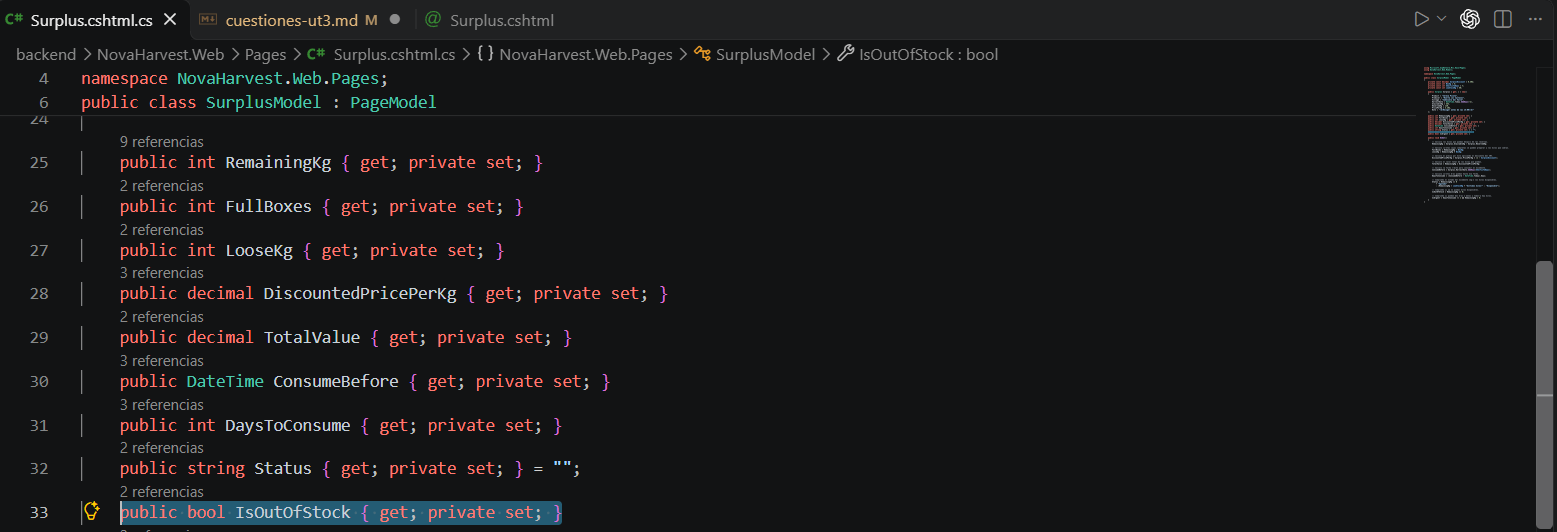 C# Surplus.cshtml.cs × M↓ cuestiones-ut3.md M ● @ Surplus.cshtml
backend > NovaHarvest.Web > Pages > C# Surplus.cshtml.cs > {} NovaHarvest.Web.Pages > SurplusModel > IsOutOfStock : bool
4 namespace NovaHarvest.Web.Pages;
6 public class SurplusModel : PageModel
24
9 referencias
25 public int RemainingKg { get; private set; }
2 referencias
26 public int FullBoxes { get; private set; }
2 referencias
27 public int LooseKg { get; private set; }
3 referencias
28 public decimal DiscountedPricePerKg { get; private set; }
2 referencias
29 public decimal TotalValue { get; private set; }
3 referencias
30 public DateTime ConsumeBefore { get; private set; }
3 referencias
31 public int DaysToConsume { get; private set; }
2 referencias
32 public string Status { get; private set; } = "";
2 referencias
33 public bool IsOutOfStock { get; private set; }